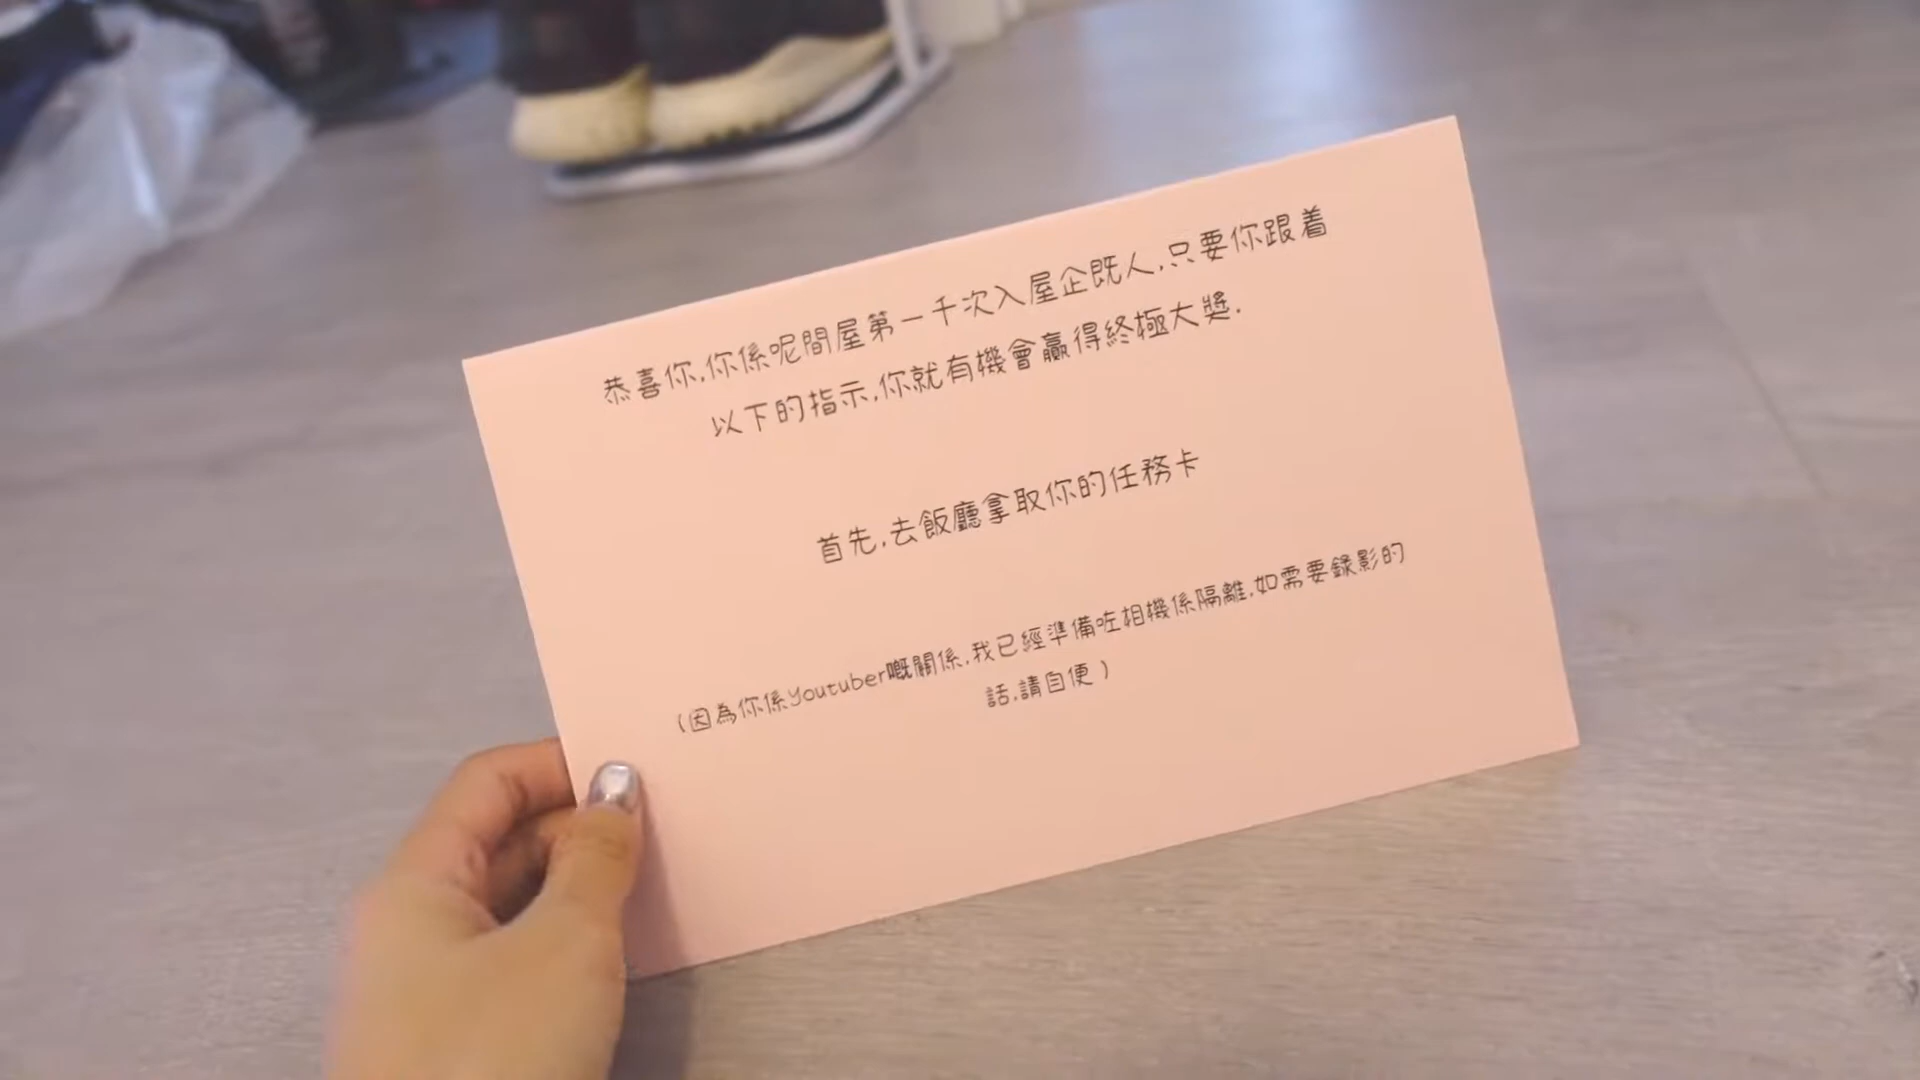 恭喜你,你係呢間屋第一千次入屋企既人,只要你跟着
以下的指示,你就有機會贏得終極大獎.
首先,去飯廳拿取你的任務卡
(因為你係Youtuber嘅關係,我已經準備咗相機係隔離,如需要錄影的
話,請自便)